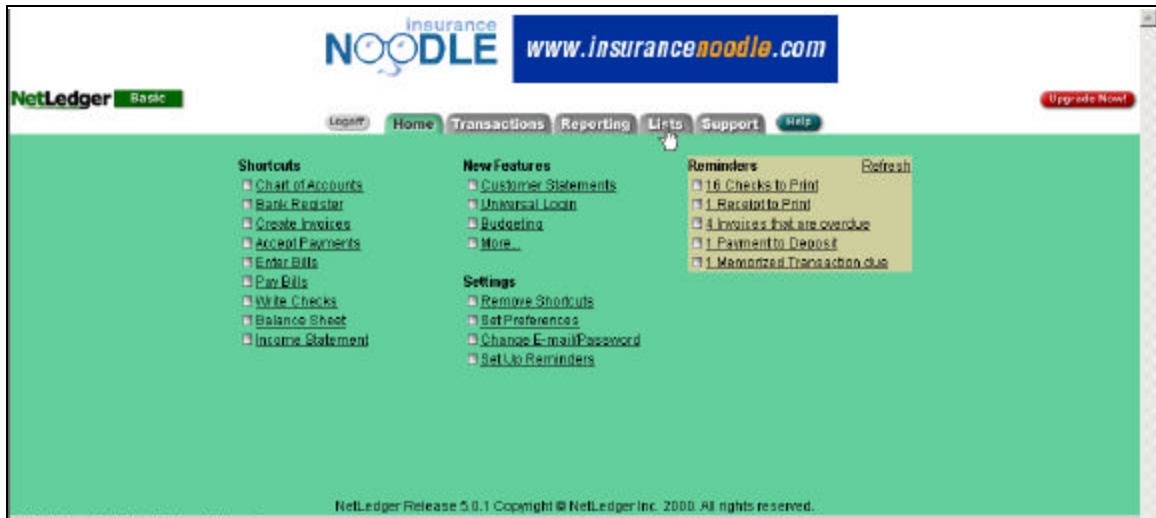 insurance
NOODLE
www.insurancenoodle.com
NetLedger Basic
Upgrade Now!
Logoff Home Transactions Reporting Lists Support Help
Shortcuts
Chart of Accounts
Bank Register
Create Invoices
Accept Payments
Enter Bills
Pay Bills
Write Checks
Balance Sheet
Income Statement
New Features
Customer Statements
Universal Login
Budgeting
More...
Settings
Remove Shortcuts
Set Preferences
Change E-mail/Password
Set Up Reminders
Reminders Refresh
16 Checks to Print
1 Receipt to Print
4 Invoices that are overdue
1 Payment to Deposit
1 Memorized Transaction due
NetLedger Release 5.0.1 Copyright © NetLedger Inc. 2000. All rights reserved.